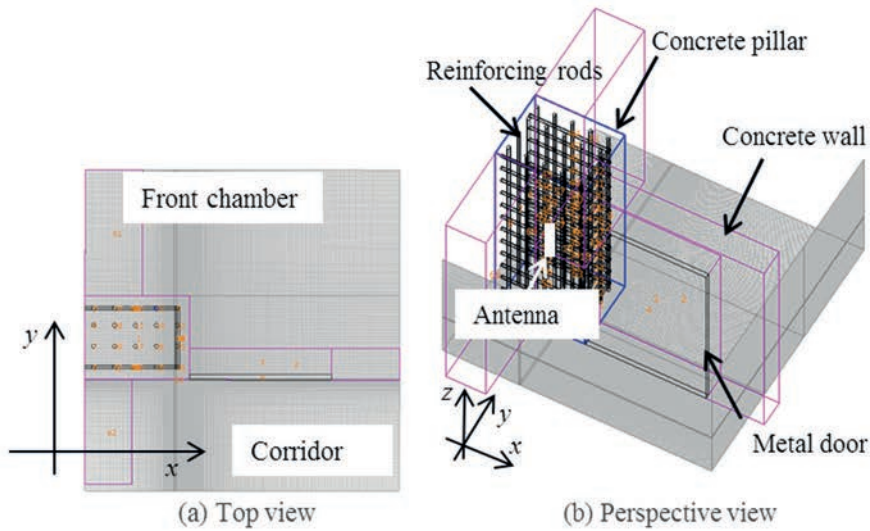 Front chamber
y
x
Corridor
(a) Top view
Concrete pillar
Reinforcing rods
Concrete wall
Antenna
z
y
x
Metal door
(b) Perspective view